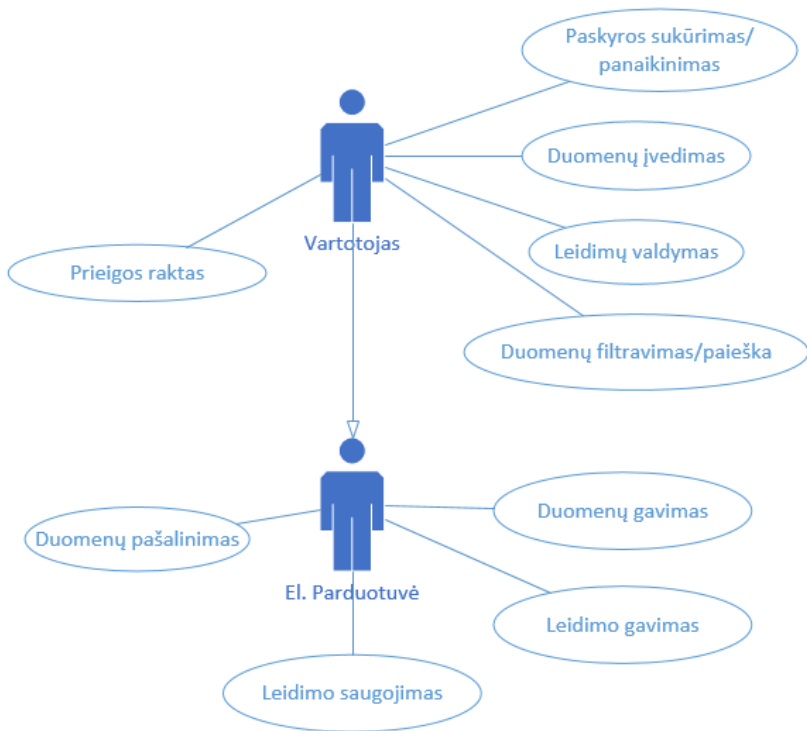 Paskyros sukūrimas/
panaikinimas
Duomenų įvedimas
Vartotojas
Leidimų valdymas
Prieigos raktas
Duomenų filtravimas/paieška
Duomenų gavimas
Duomenų pašalinimas
El. Parduotuvė
Leidimo gavimas
Leidimo saugojimas